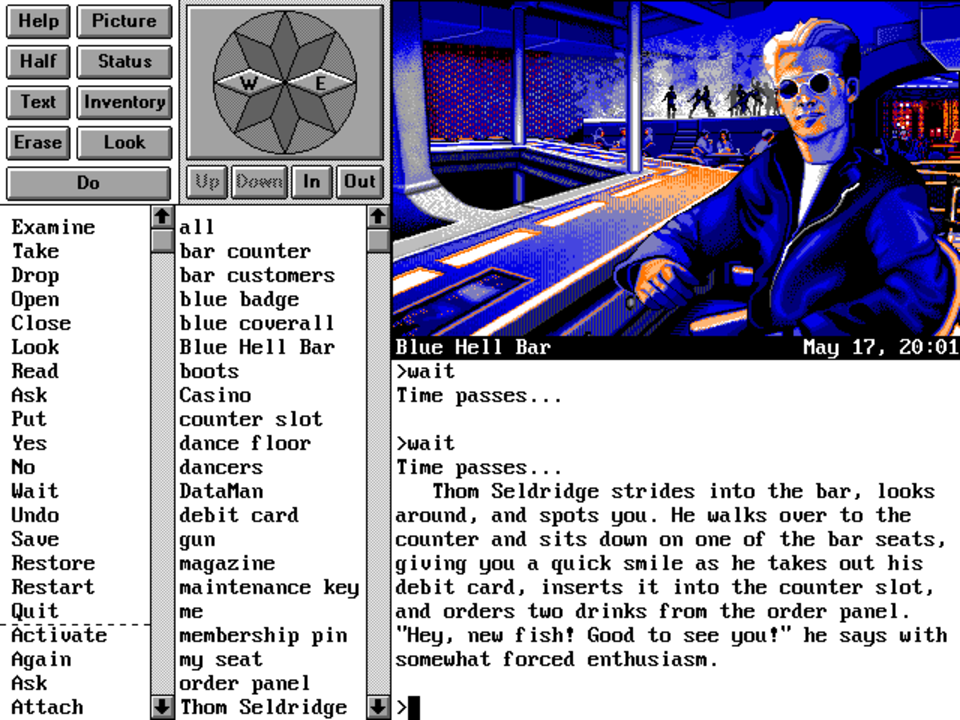 Help
Picture
Half
Status
Text
Inventory
Erase
Look
Do
W
E
Up
Down
In
Out
Examine
Take
Drop
Open
Close
Look
Read
Ask
Put
Yes
No
Wait
Undo
Save
Restore
Restart
Quit
Activate
Again
Ask
Attach
all
bar counter
bar customers
blue badge
blue coverall
Blue Hell Bar
boots
Casino
counter slot
dance floor
dancers
DataMan
debit card
gun
magazine
maintenance key
me
membership pin
my seat
order panel
Thom Seldridge
Blue Hell Bar
May 17, 20:01
>wait
Time passes...
>wait
Time passes...
Thom Seldridge strides into the bar, looks
around, and spots you. He walks over to the
counter and sits down on one of the bar seats,
giving you a quick smile as he takes out his
debit card, inserts it into the counter slot,
and orders two drinks from the order panel.
"Hey, new fish! Good to see you!" he says with
somewhat forced enthusiasm.
>